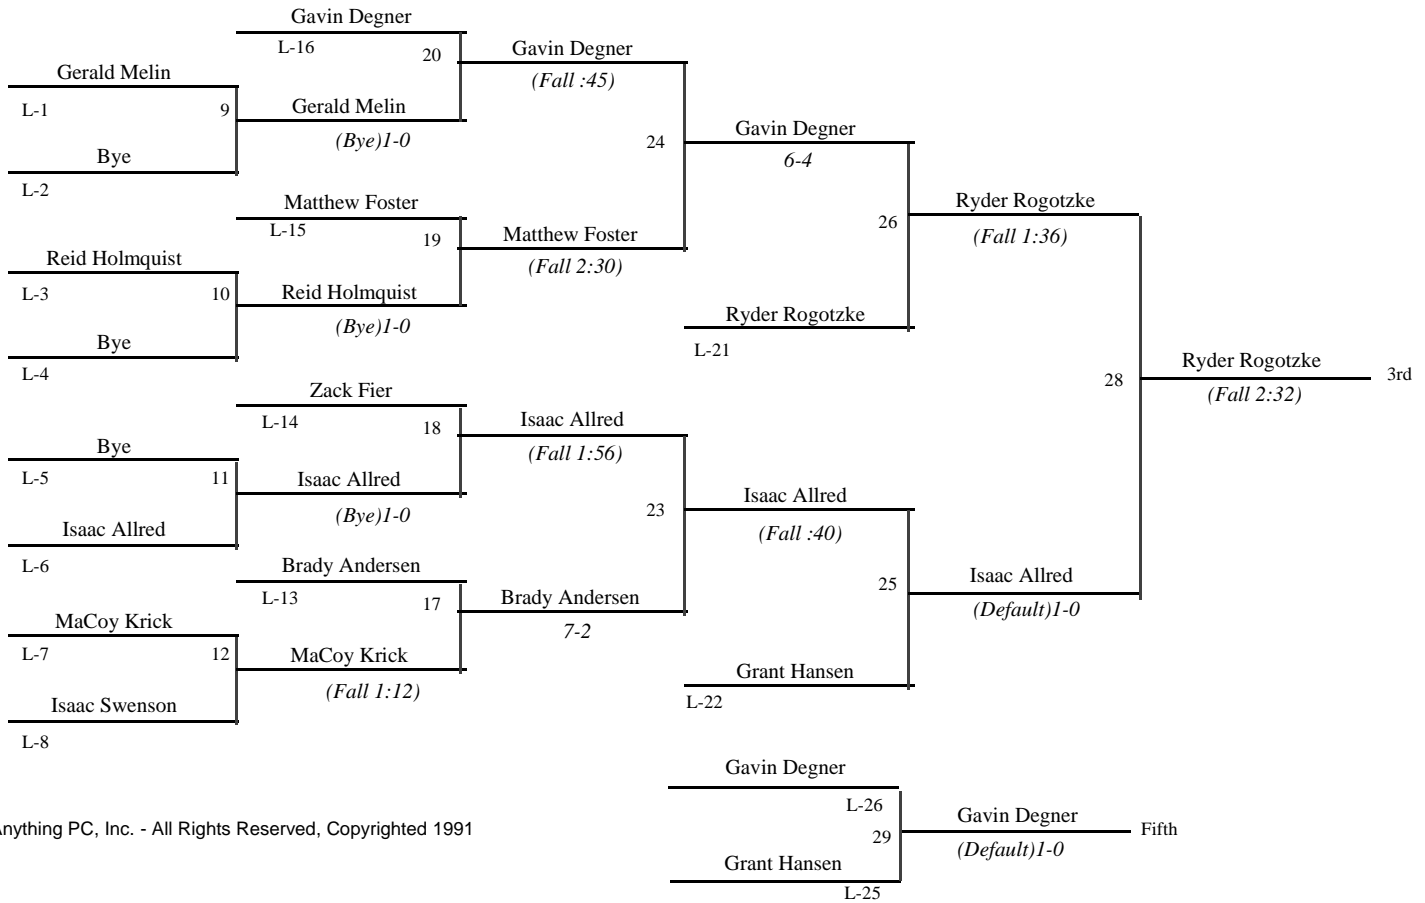 Gavin Degner
L-16
20
Gavin Degner
(Fall :45)
Gerald Melin
L-1
9
Gerald Melin
(Bye)1-0
Bye
L-2
24
Gavin Degner
6-4
Matthew Foster
L-15
19
Matthew Foster
(Fall 2:30)
Reid Holmquist
L-3
10
Reid Holmquist
(Bye)1-0
Bye
L-4
26
Ryder Rogotzke
(Fall 1:36)
Ryder Rogotzke
L-21
28
Ryder Rogotzke
(Fall 2:32)
3rd
Zack Fier
L-14
18
Isaac Allred
(Fall 1:56)
Bye
L-5
11
Isaac Allred
(Bye)1-0
Isaac Allred
L-6
23
Isaac Allred
(Fall :40)
Brady Andersen
L-13
17
Brady Andersen
7-2
MaCoy Krick
L-7
12
MaCoy Krick
(Fall 1:12)
Isaac Swenson
L-8
25
Isaac Allred
(Default)1-0
Grant Hansen
L-22
Gavin Degner
L-26
29
Gavin Degner
(Default)1-0
Fifth
Grant Hansen
L-25
nything PC, Inc. - All Rights Reserved, Copyrighted 1991